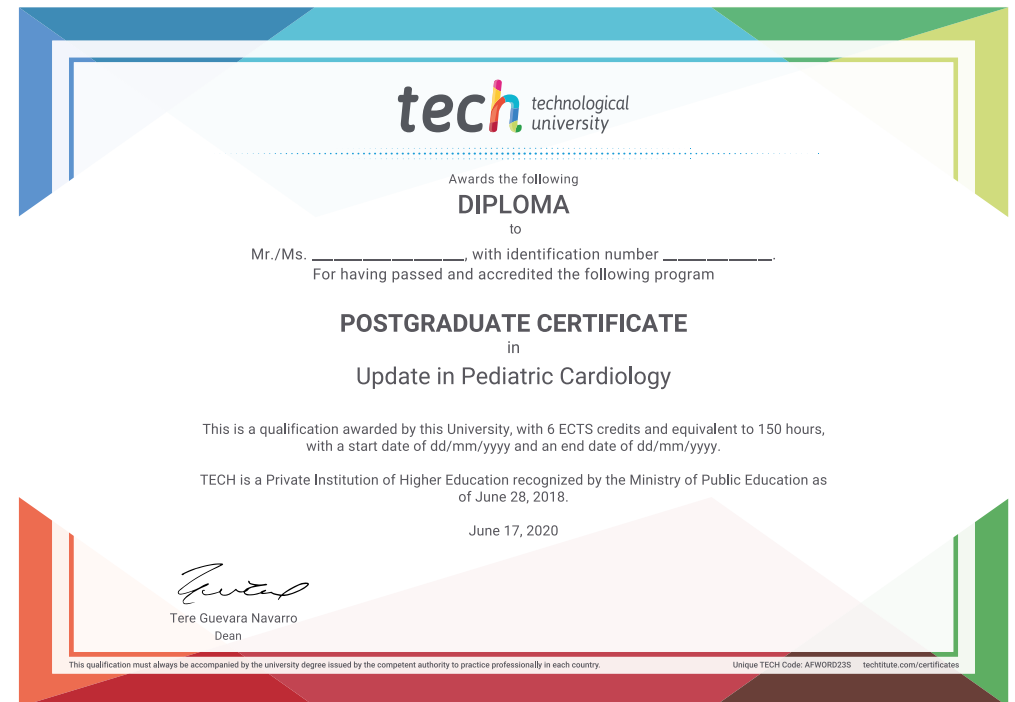 tech technological
university
Awards the following
DIPLOMA
to
Mr./Ms. ________________, with identification number ____________.
For having passed and accredited the following program
POSTGRADUATE CERTIFICATE
in
Update in Pediatric Cardiology
This is a qualification awarded by this University, with 6 ECTS credits and equivalent to 150 hours,
with a start date of dd/mm/yyyy and an end date of dd/mm/yyyy.
TECH is a Private Institution of Higher Education recognized by the Ministry of Public Education as
of June 28, 2018.
June 17, 2020
Tere Guevara Navarro
Dean
This qualification must always be accompanied by the university degree issued by the competent authority to practice professionally in each country.
Unique TECH Code: AFWORD23S techtitute.com/certificates